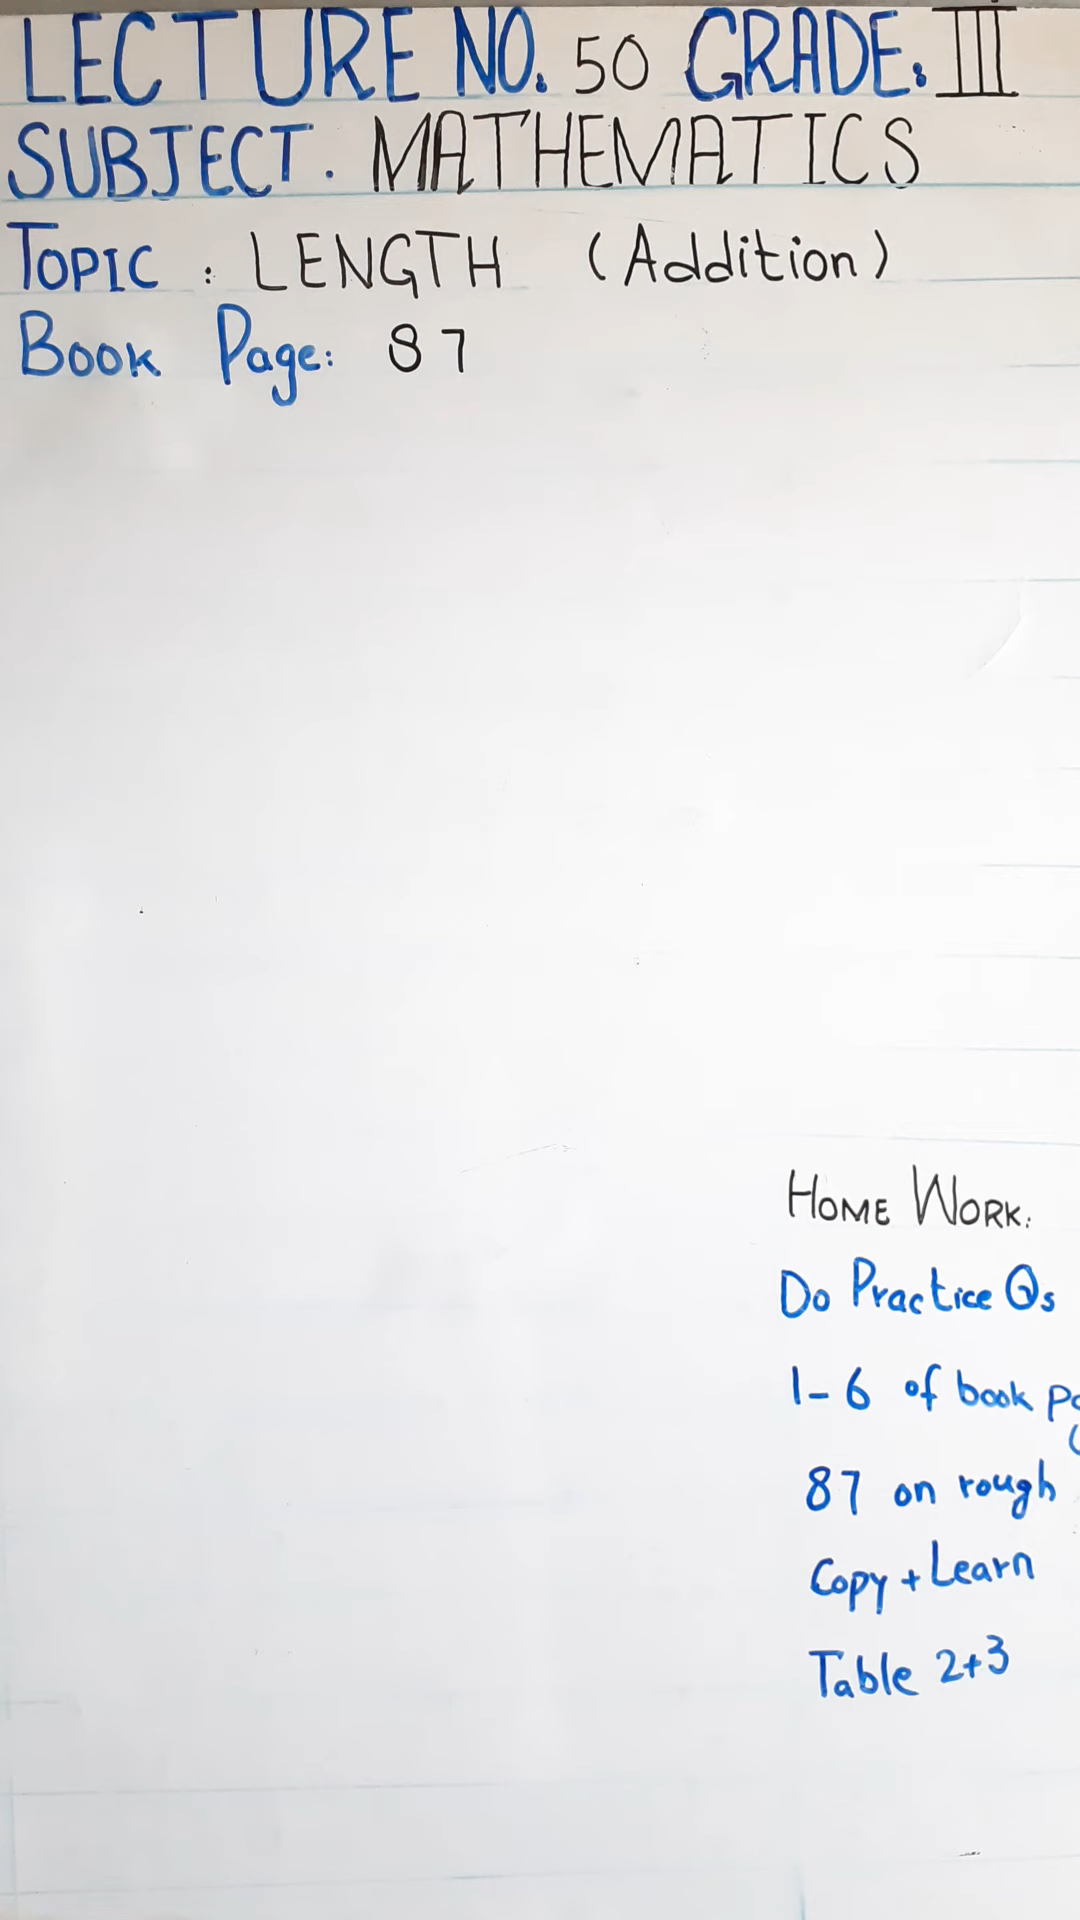 LECTURE NO. 50 GRADE: III
SUBJECT. MATHEMATICS
TOPIC : LENGTH (Addition)
BOOK Page: 87
HOME WORK:
Do Practice Qs
1-6 of book
87 on rough
Copy + Learn
Table 2+3